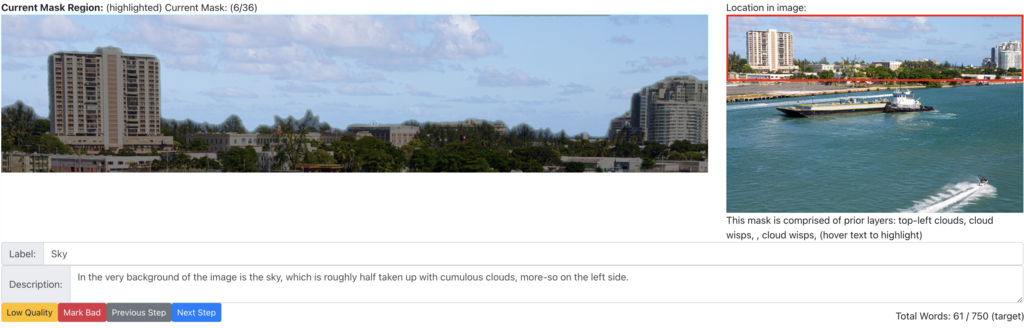 Current Mask Region: (highlighted) Current Mask: (6/36)
Location in image:
This mask is comprised of prior layers: top-left clouds, cloud
wisps, , cloud wisps, (hover text to highlight)
Label: Sky
Description: In the very background of the image is the sky, which is roughly half taken up with cumulous clouds, more-so on the left side.
Low Quality Mark Bad Previous Step Next Step
Total Words: 61 / 750 (target)